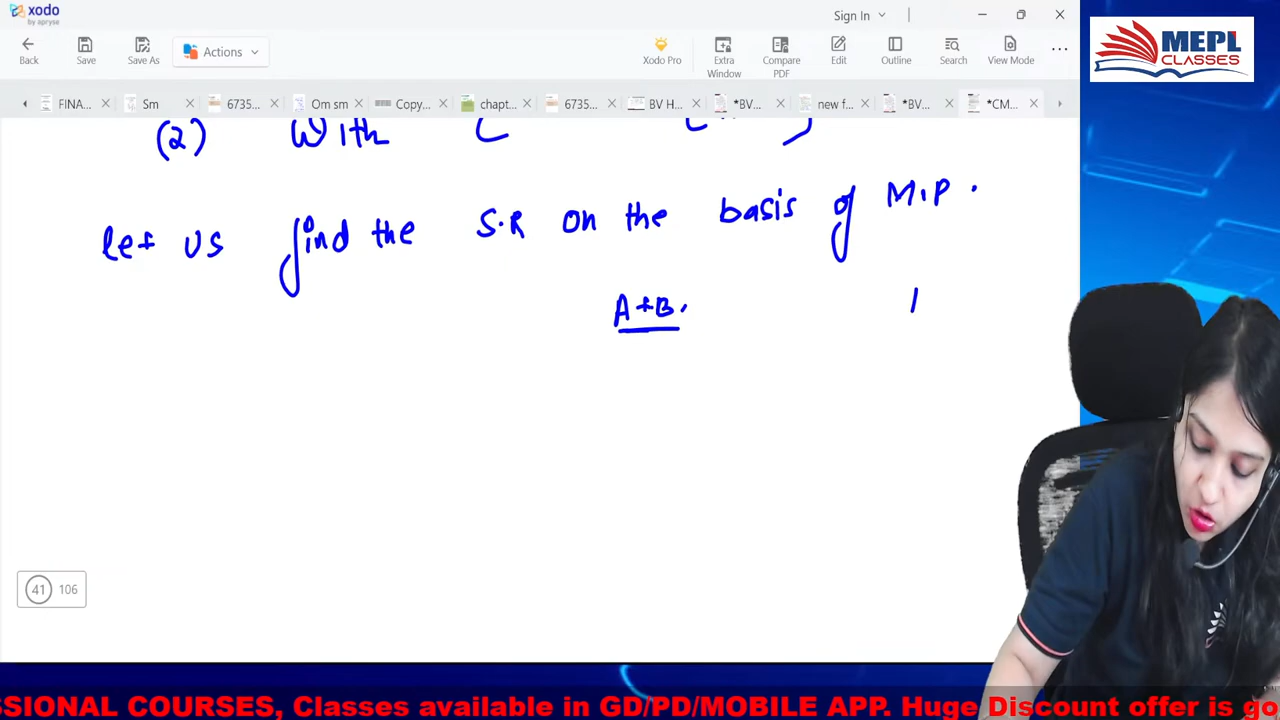 xodo
by apryse
Sign In
Back
Save
Save As
Actions
Xodo Pro
Extra Window
Compare PDF
Edit
Outline
Search
View Mode
MEPL
CLASSES
FINA...
Sm
6735...
Om sm
Copy...
chapt...
6735...
BV H...
*BV...
new f...
*BV...
*CM...
(2) With
let us find the S.R on the basis of M.P.
A+B.
41 106
SSIONAL COURSES, Classes available in GD/PD/MOBILE APP. Huge Discount offer is go